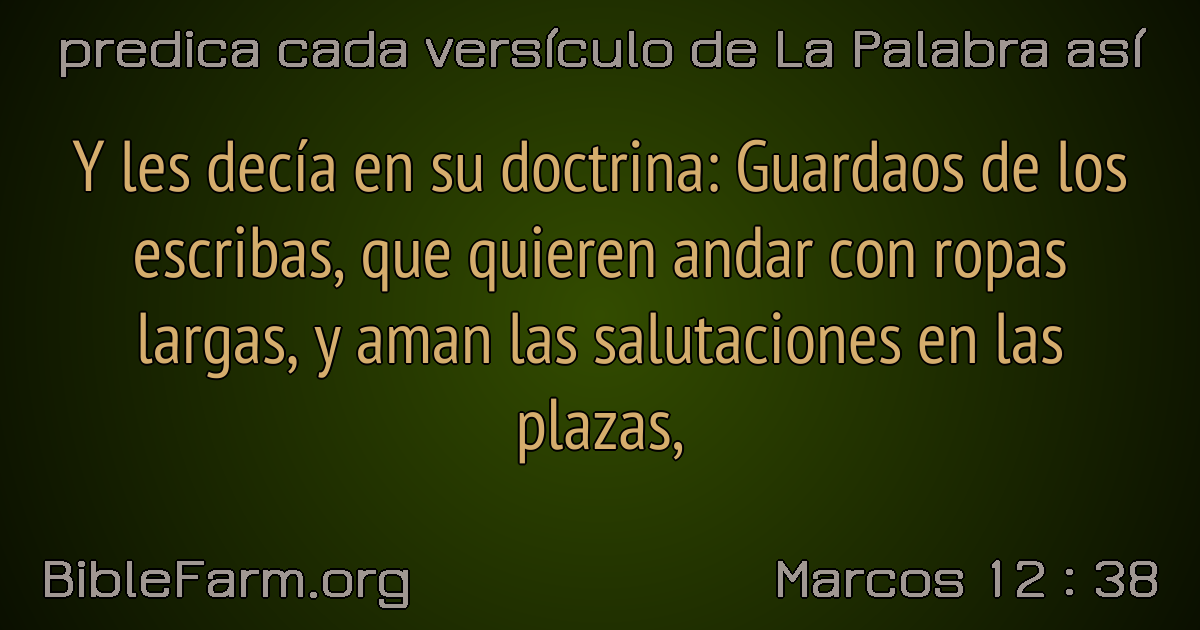 predica cada versículo de La Palabra así
Y les decía en su doctrina: Guardaos de los
escribas, que quieren andar con ropas
largas, y aman las salutaciones en las
plazas,
BibleFarm.org
Marcos 12 : 38